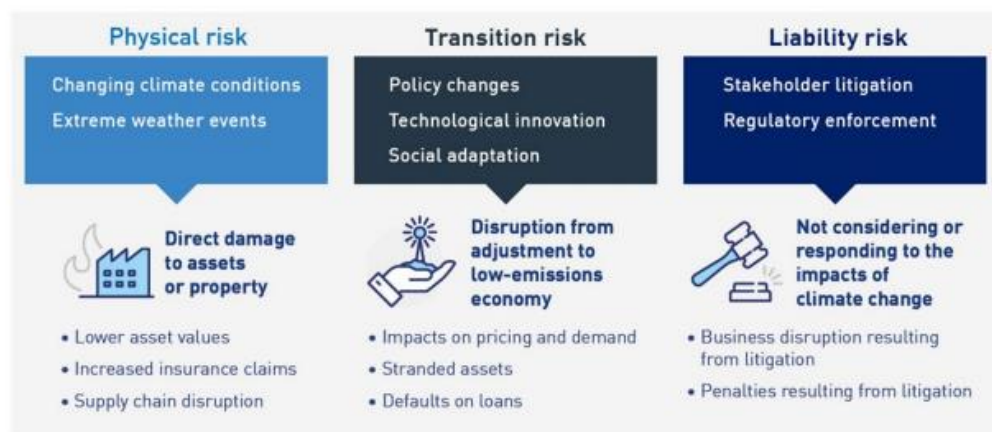 Physical risk
Changing climate conditions
Extreme weather events
Direct damage
to assets
or property
• Lower asset values
• Increased insurance claims
• Supply chain disruption
Transition risk
Policy changes
Technological innovation
Social adaptation
Disruption from
adjustment to
low-emissions
economy
• Impacts on pricing and demand
• Stranded assets
• Defaults on loans
Liability risk
Stakeholder litigation
Regulatory enforcement
Not considering or
responding to the
impacts of
climate change
• Business disruption resulting
from litigation
• Penalties resulting from litigation